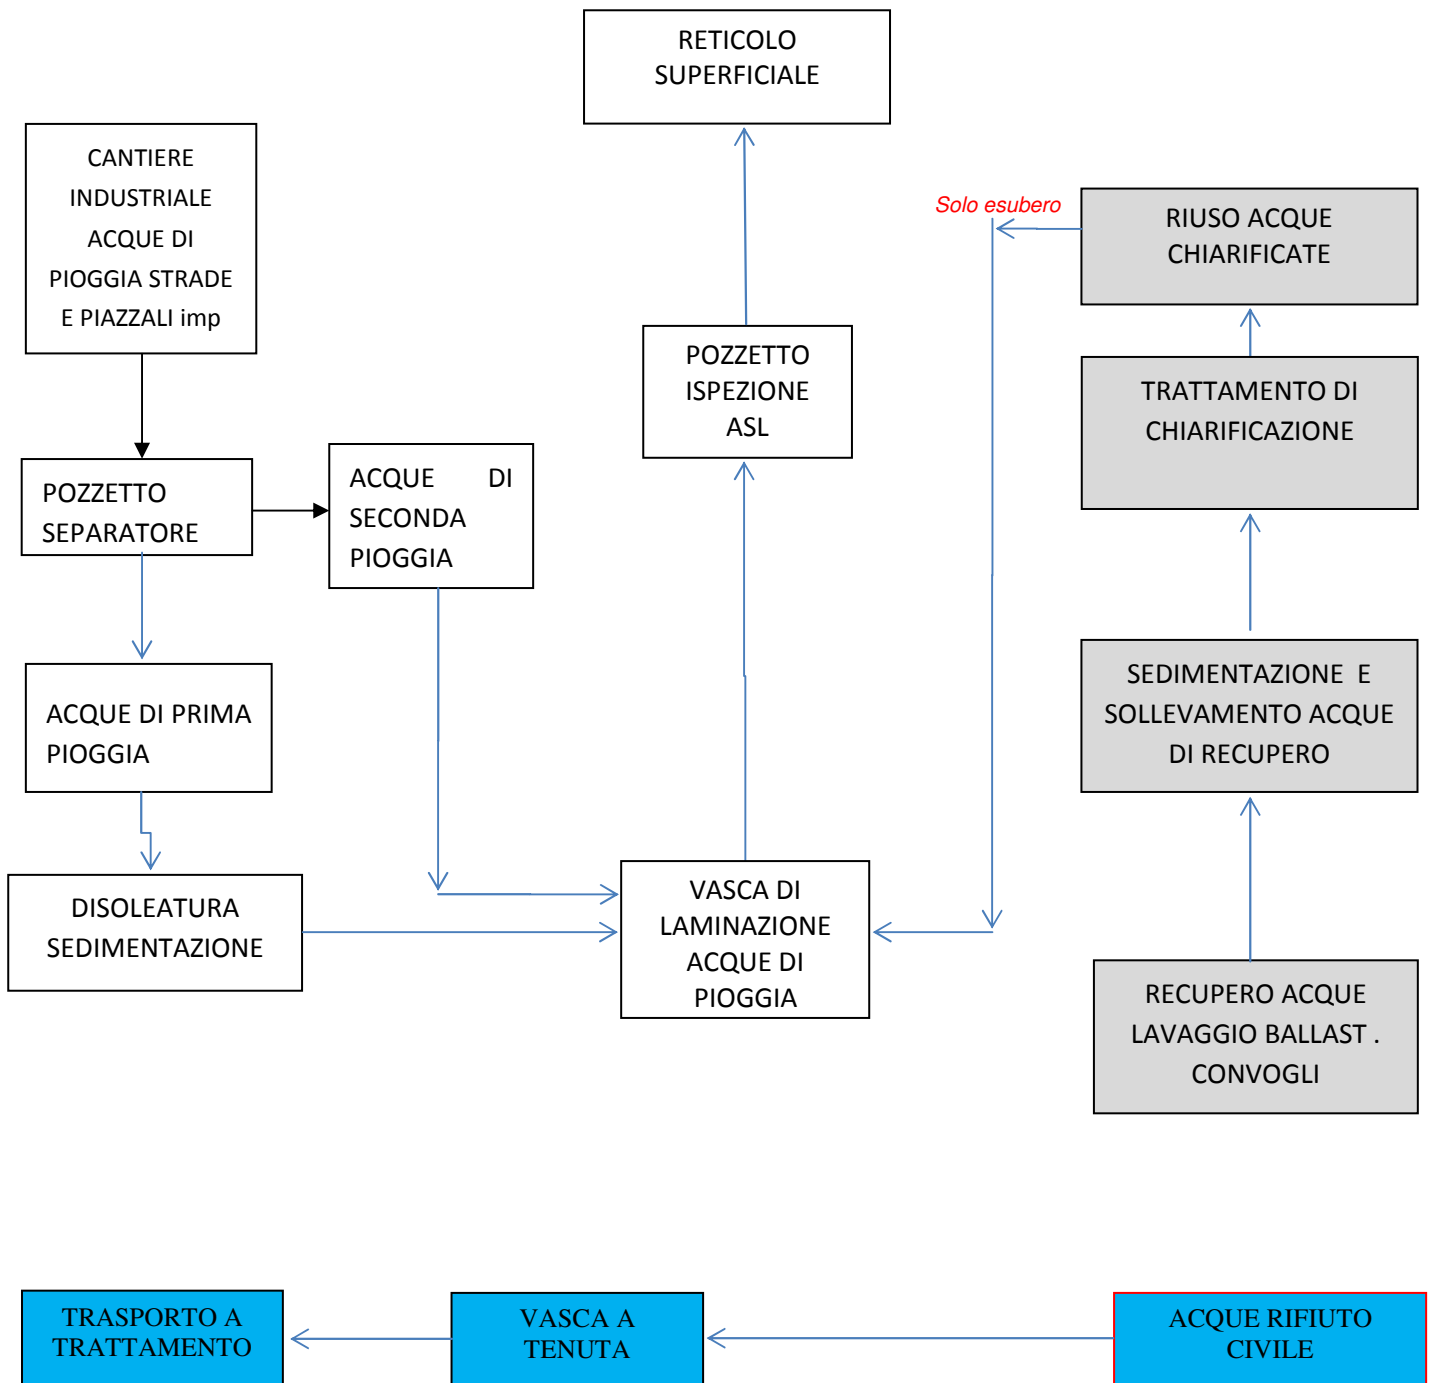 RETICOLO
SUPERFICIALE
CANTIERE
INDUSTRIALE
ACQUE DI
PIOGGIA STRADE
E PIAZZALI imp
Solo esubero
RIUSO ACQUE
CHIARIFICATE
POZZETTO
ISPEZIONE
ASL
TRATTAMENTO DI
CHIARIFICAZIONE
POZZETTO
SEPARATORE
ACQUE DI
SECONDA
PIOGGIA
ACQUE DI PRIMA
PIOGGIA
SEDIMENTAZIONE E
SOLLEVAMENTO ACQUE
DI RECUPERO
DISOLEATURA
SEDIMENTAZIONE
VASCA DI
LAMINAZIONE
ACQUE DI
PIOGGIA
RECUPERO ACQUE
LAVAGGIO BALLAST .
CONVOGLI
TRASPORTO A
TRATTAMENTO
VASCA A
TENUTA
ACQUE RIFIUTO
CIVILE